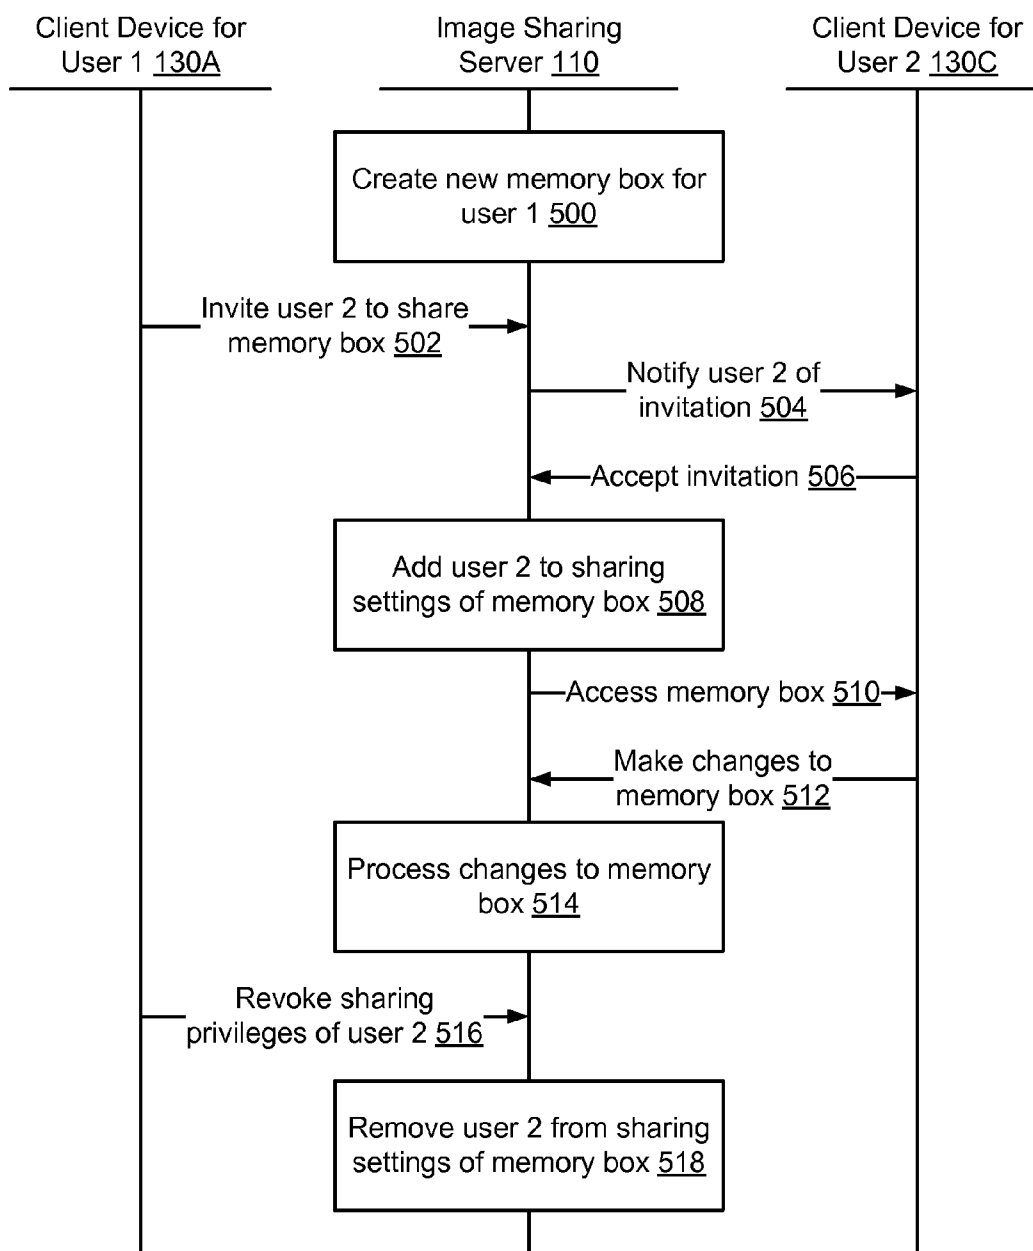 Client Device for
User 1 130A
Image Sharing
Server 110
Client Device for
User 2 130C
Create new memory box for
user 1 500
Invite user 2 to share
memory box 502
Notify user 2 of
invitation 504
Accept invitation 506
Add user 2 to sharing
settings of memory box 508
Access memory box 510
Make changes to
memory box 512
Process changes to memory
box 514
Revoke sharing
privileges of user 2 516
Remove user 2 from sharing
settings of memory box 518